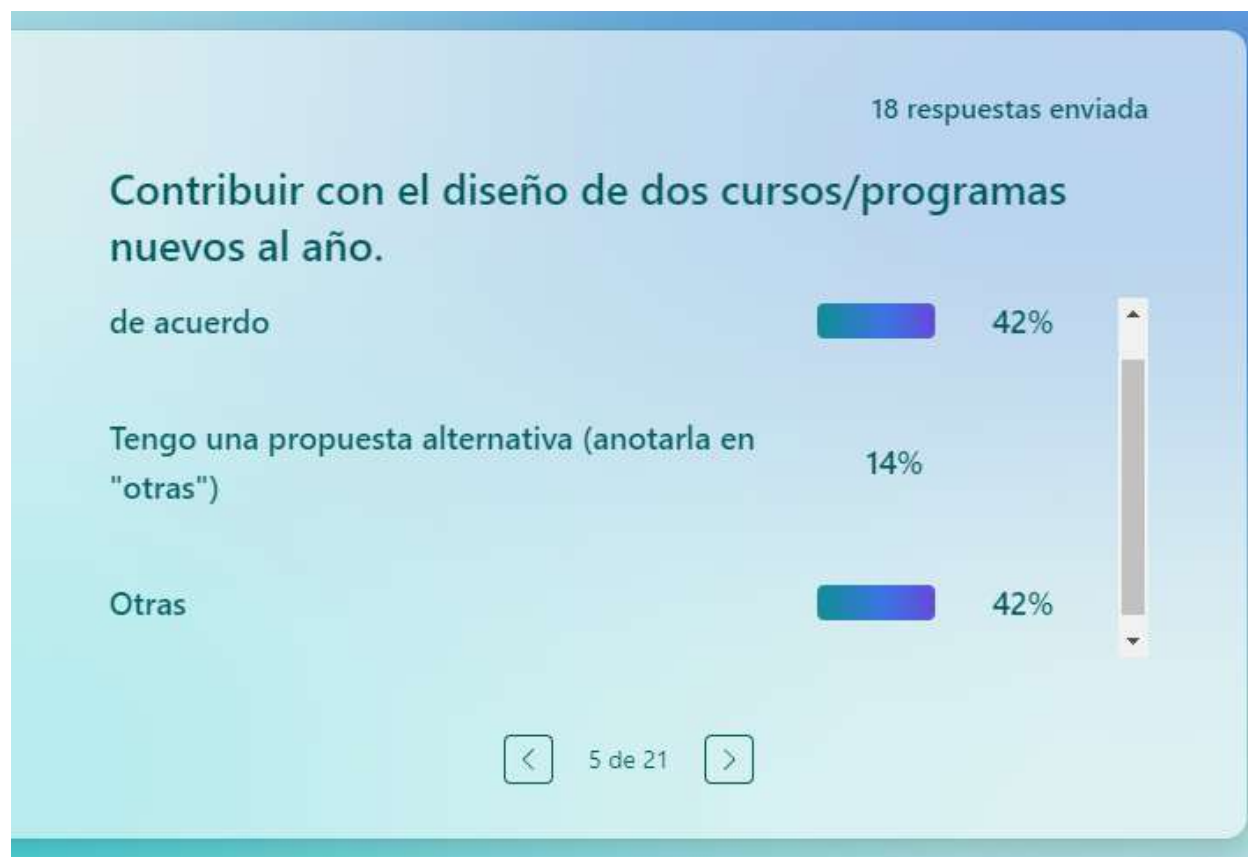 18 respuestas enviada
Contribuir con el diseño de dos cursos/programas
nuevos al año.
de acuerdo 42%
Tengo una propuesta alternativa (anotarla en
"otras") 14%
Otras 42%
5 de 21